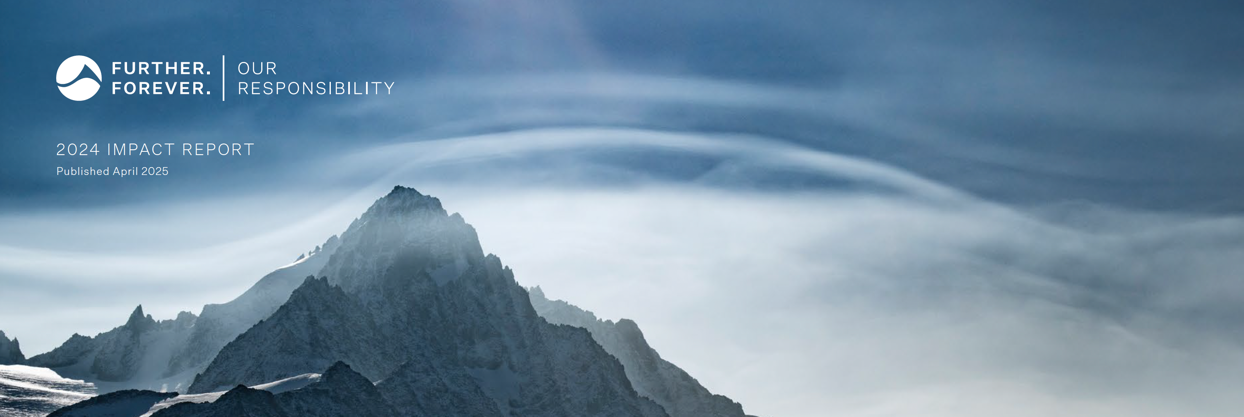 FURTHER.
FOREVER.
OUR
RESPONSIBILITY
2024 IMPACT REPORT
Published April 2025